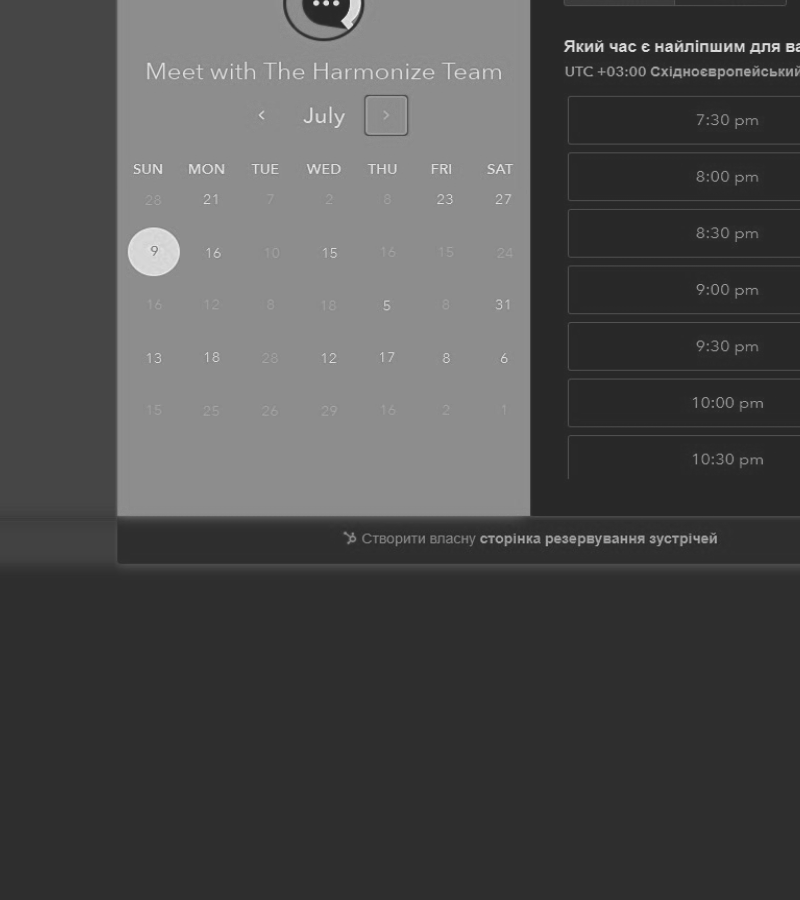 Meet with The Harmonize Team
July
SUN MON TUE WED THU FRI SAT
28 21 7 2 8 23 27
9 16 10 15 16 15 24
16 12 8 18 5 8 31
13 18 28 12 17 8 6
15 25 26 29 16 2 1
Який час є найліпшим для
UTC +03:00 Східноєвропейський
7:30 pm
8:00 pm
8:30 pm
9:00 pm
9:30 pm
10:00 pm
10:30 pm
Створити власну сторінка резервування зустрічей